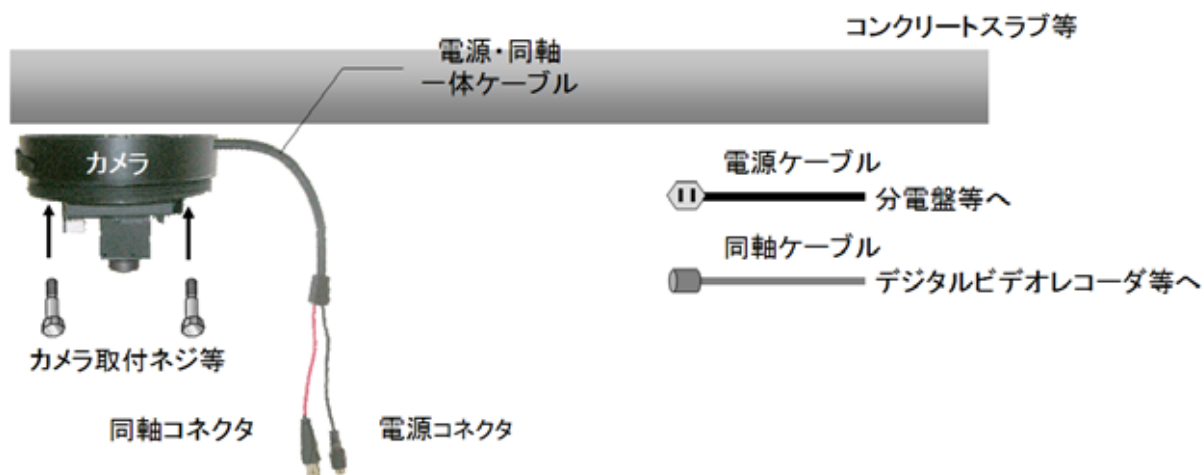 コンクリートスラブ等
電源・同軸
一体ケーブル
カメラ
電源ケーブル
分電盤等へ
同軸ケーブル
デジタルビデオレコーダ等へ
カメラ取付ネジ等
同軸コネクタ
電源コネクタ